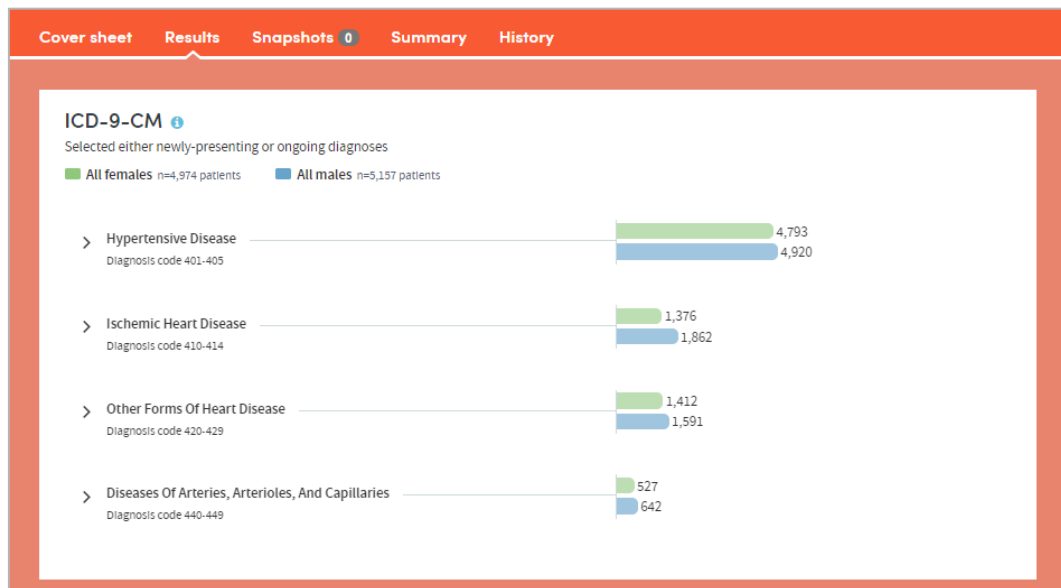 Cover sheet Results Snapshots 0 Summary History
ICD-9-CM i
Selected either newly-presenting or ongoing diagnoses
All females n=4,974 patients All males n=5,157 patients
Hypertensive Disease 4,793
Diagnosis code 401-405 4,920
Ischemic Heart Disease 1,376
Diagnosis code 410-414 1,862
Other Forms Of Heart Disease 1,412
Diagnosis code 420-429 1,591
Diseases Of Arteries, Arterioles, And Capillaries 527
Diagnosis code 440-449 642